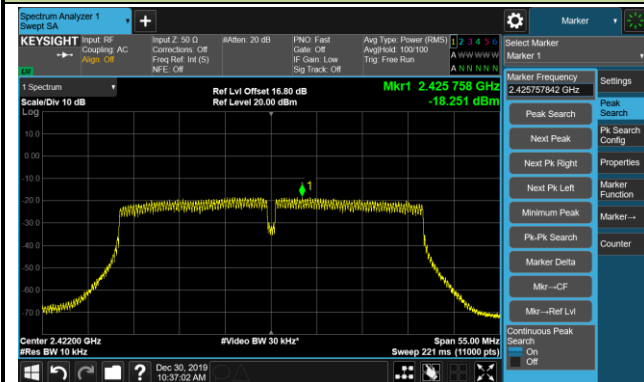 Spectrum Analyzer 1
Swept SA
+
Marker
KEYSIGHT
Input: RF
Coupling: AC
Align: Off
Input Z: 50 Ω
Corrections: Off
Freq Ref: Int (S)
NFE: Off
#Atten: 20 dB
PNO: Fast
Gate: Off
IF Gain: Low
Sig Track: Off
Avg Type: Power (RMS)
Avg|Hold: 100/100
Trig: Free Run
1 2 3 4 5 6
A W W W W W
A N N N N N
Select Marker
Marker 1
1 Spectrum
Scale/Div 10 dB
Log
Ref Lvl Offset 16.80 dB
Ref Level 20.00 dBm
Mkr1 2.425 758 GHz
-18.251 dBm
10.0
0.00
-10.0
-20.0
-30.0
-40.0
-50.0
-60.0
-70.0
1
Center 2.42200 GHz
#Res BW 10 kHz
#Video BW 30 kHz*
Span 55.00 MHz
Sweep 221 ms (11000 pts)
Marker Frequency
2.425757842 GHz
Peak Search
Next Peak
Next Pk Right
Next Pk Left
Minimum Peak
Pk-Pk Search
Marker Delta
Mkr→CF
Mkr→Ref Lvl
Continuous Peak
Search
On
Off
Settings
Peak
Search
Pk Search
Config
Properties
Marker
Function
Marker→
Counter
?
Dec 30, 2019
10:37:02 AM